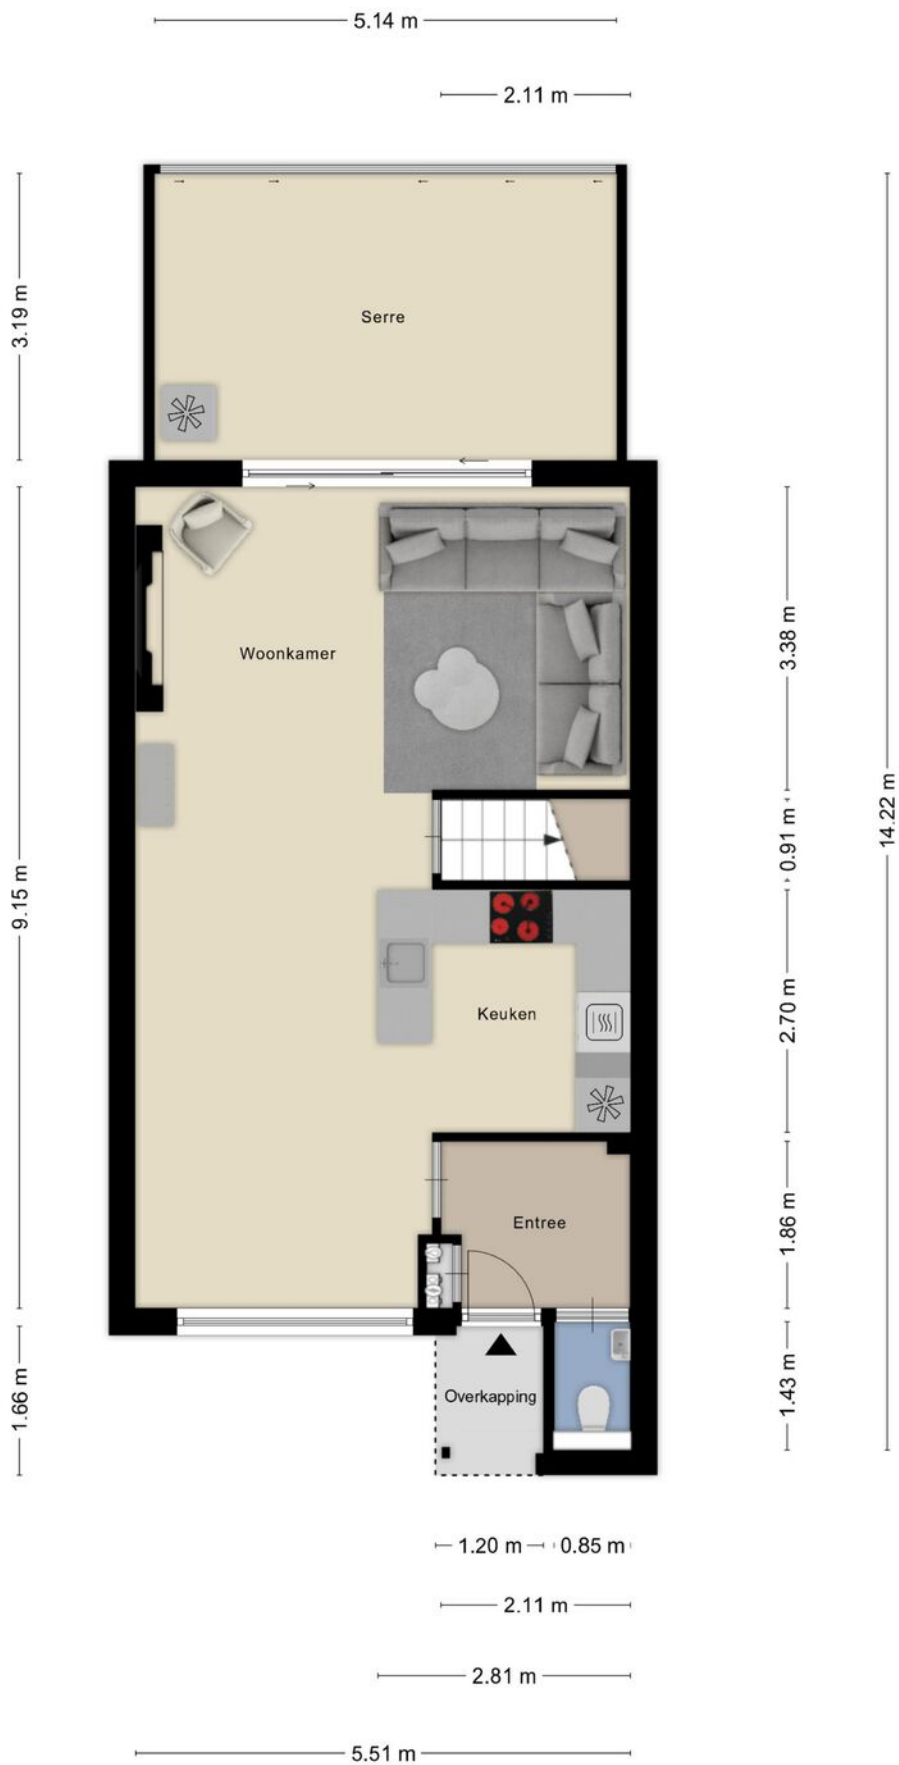 5.14 m
2.11 m
3.19 m
Serre
Woonkamer
3.38 m
0.91 m
14.22 m
9.15 m
Keuken
2.70 m
Entree
1.86 m
Overkapping
1.66 m
1.43 m
1.20 m
0.85 m
2.11 m
2.81 m
5.51 m